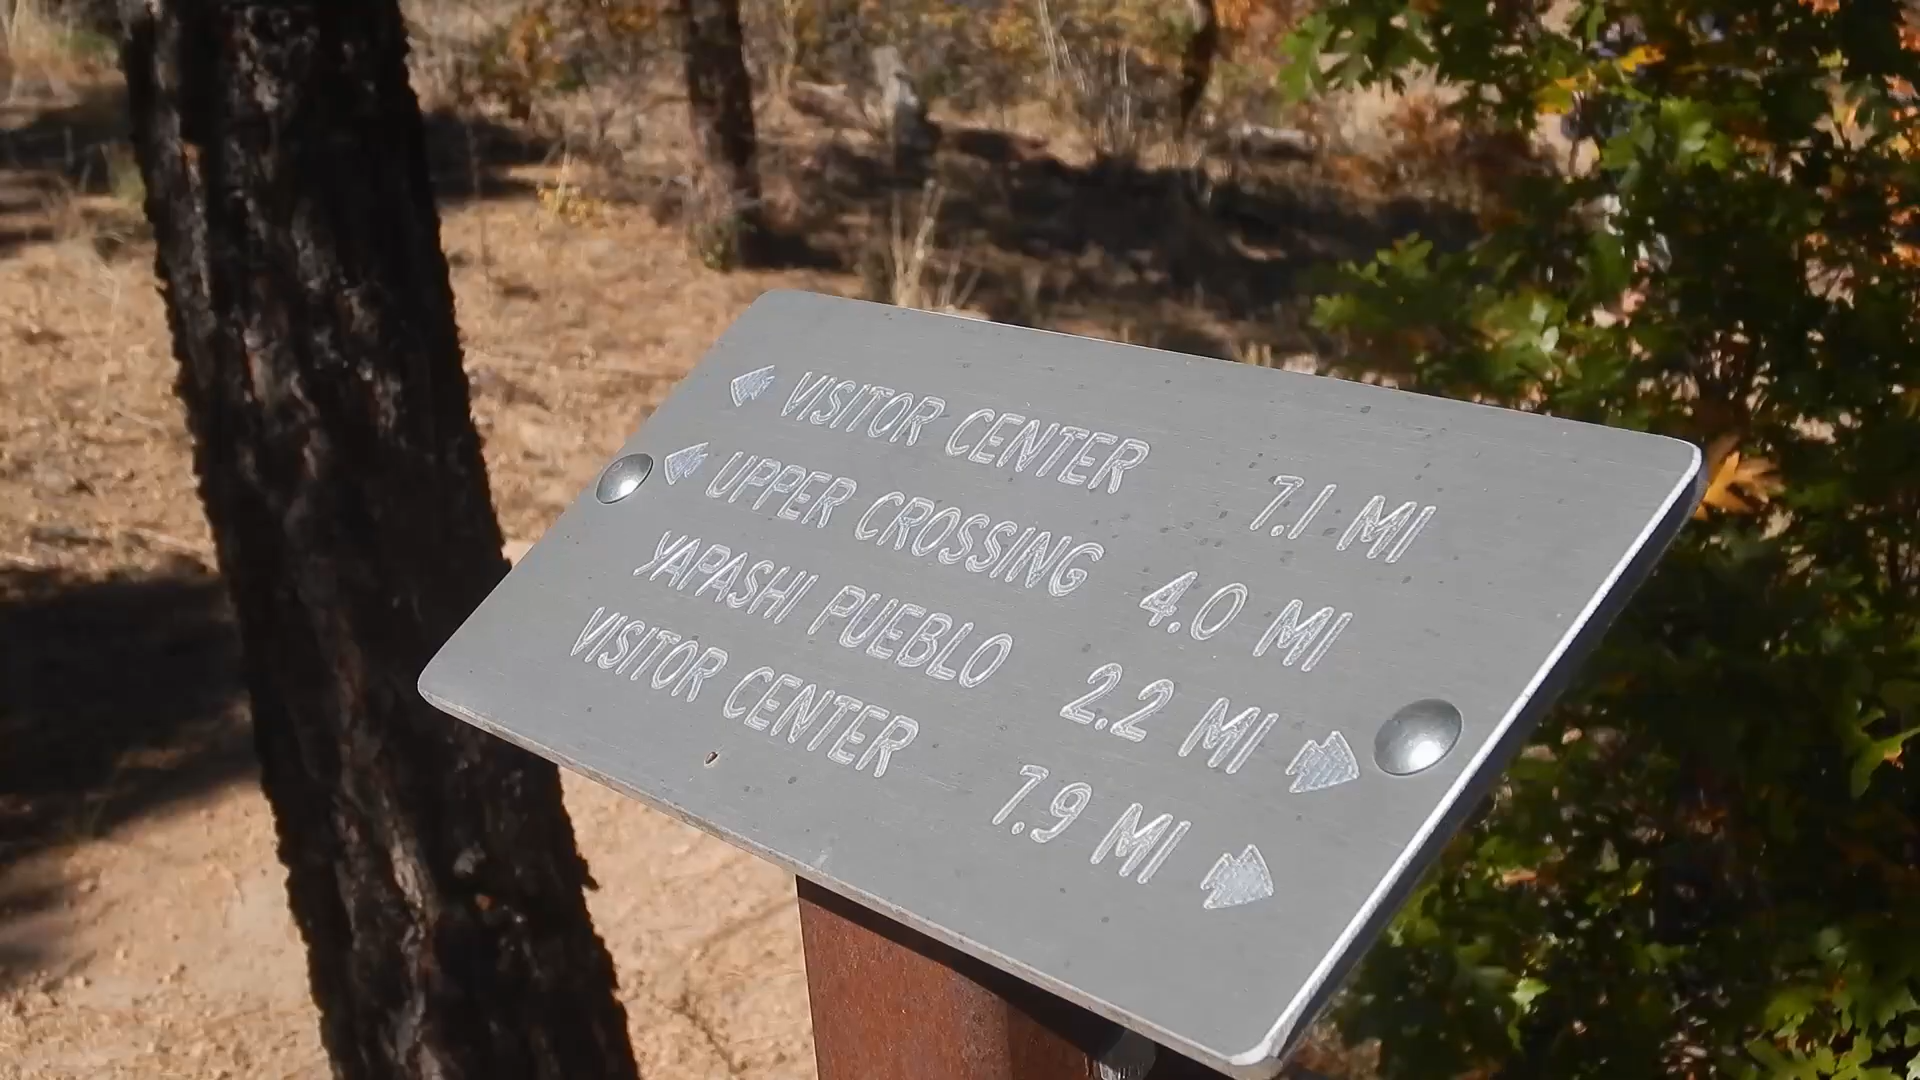 VISITOR CENTER 7.1 MI
UPPER CROSSING 4.0 MI
YAPASHI PUEBLO 2.2 MI
VISITOR CENTER 7.9 MI